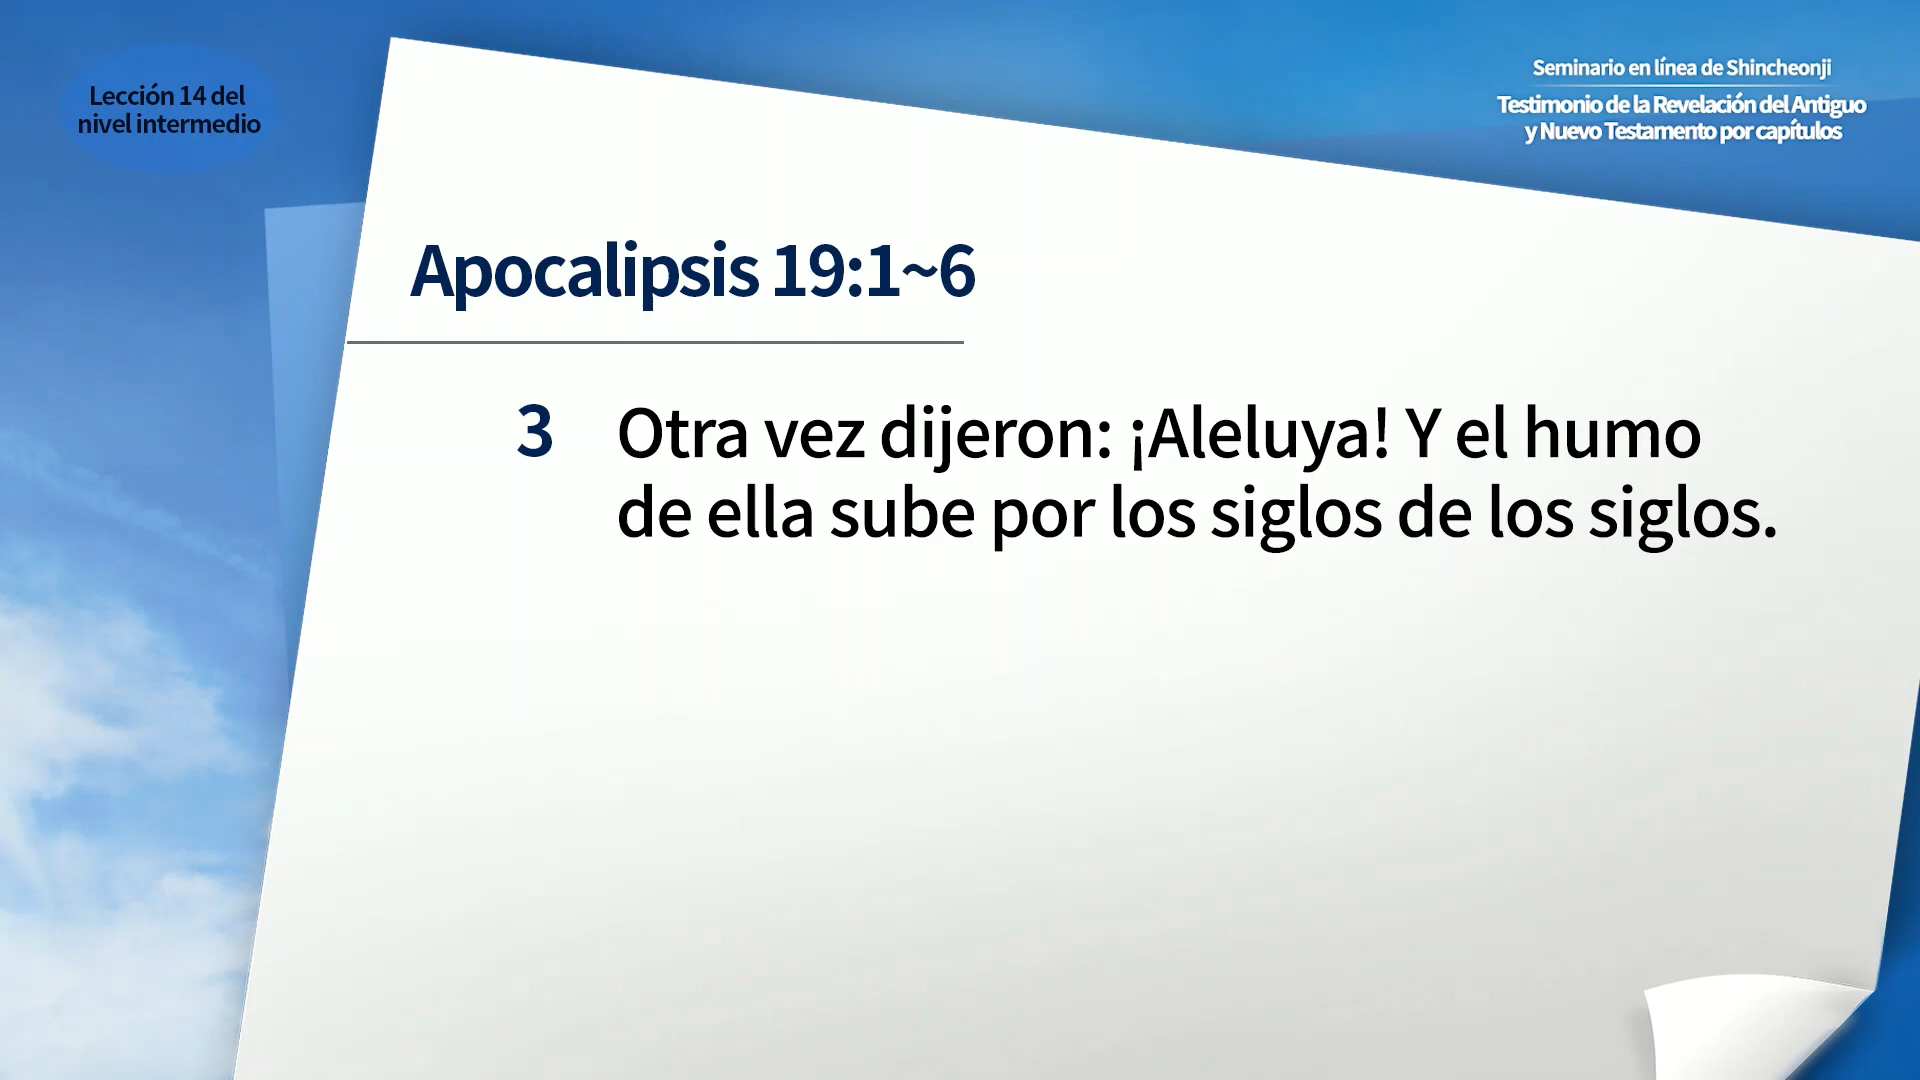 Lección 14 del
nivel intermedio
Seminario en línea de Shincheonji
Testimonio de la Revelación del Antiguo
y Nuevo Testamento por capítulos
Apocalipsis 19:1~6
3 Otra vez dijeron: ¡Aleluya! Y el humo
de ella sube por los siglos de los siglos.